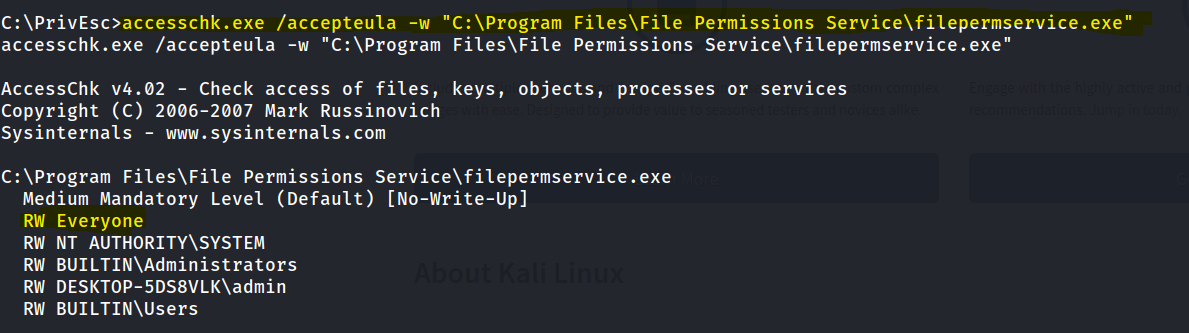 C:\PrivEsc>accesschk.exe /accepteula -w "C:\Program Files\File Permissions Service\filepermservice.exe"
accesschk.exe /accepteula -w "C:\Program Files\File Permissions Service\filepermservice.exe"
AccessChk v4.02 - Check access of files, keys, objects, processes or services
Copyright (C) 2006-2007 Mark Russinovich
Sysinternals - www.sysinternals.com
C:\Program Files\File Permissions Service\filepermservice.exe
Medium Mandatory Level (Default) [No-Write-Up]
RW Everyone
RW NT AUTHORITY\SYSTEM
RW BUILTIN\Administrators
RW DESKTOP-5DS8VLK\admin
RW BUILTIN\Users
About Kali Linux